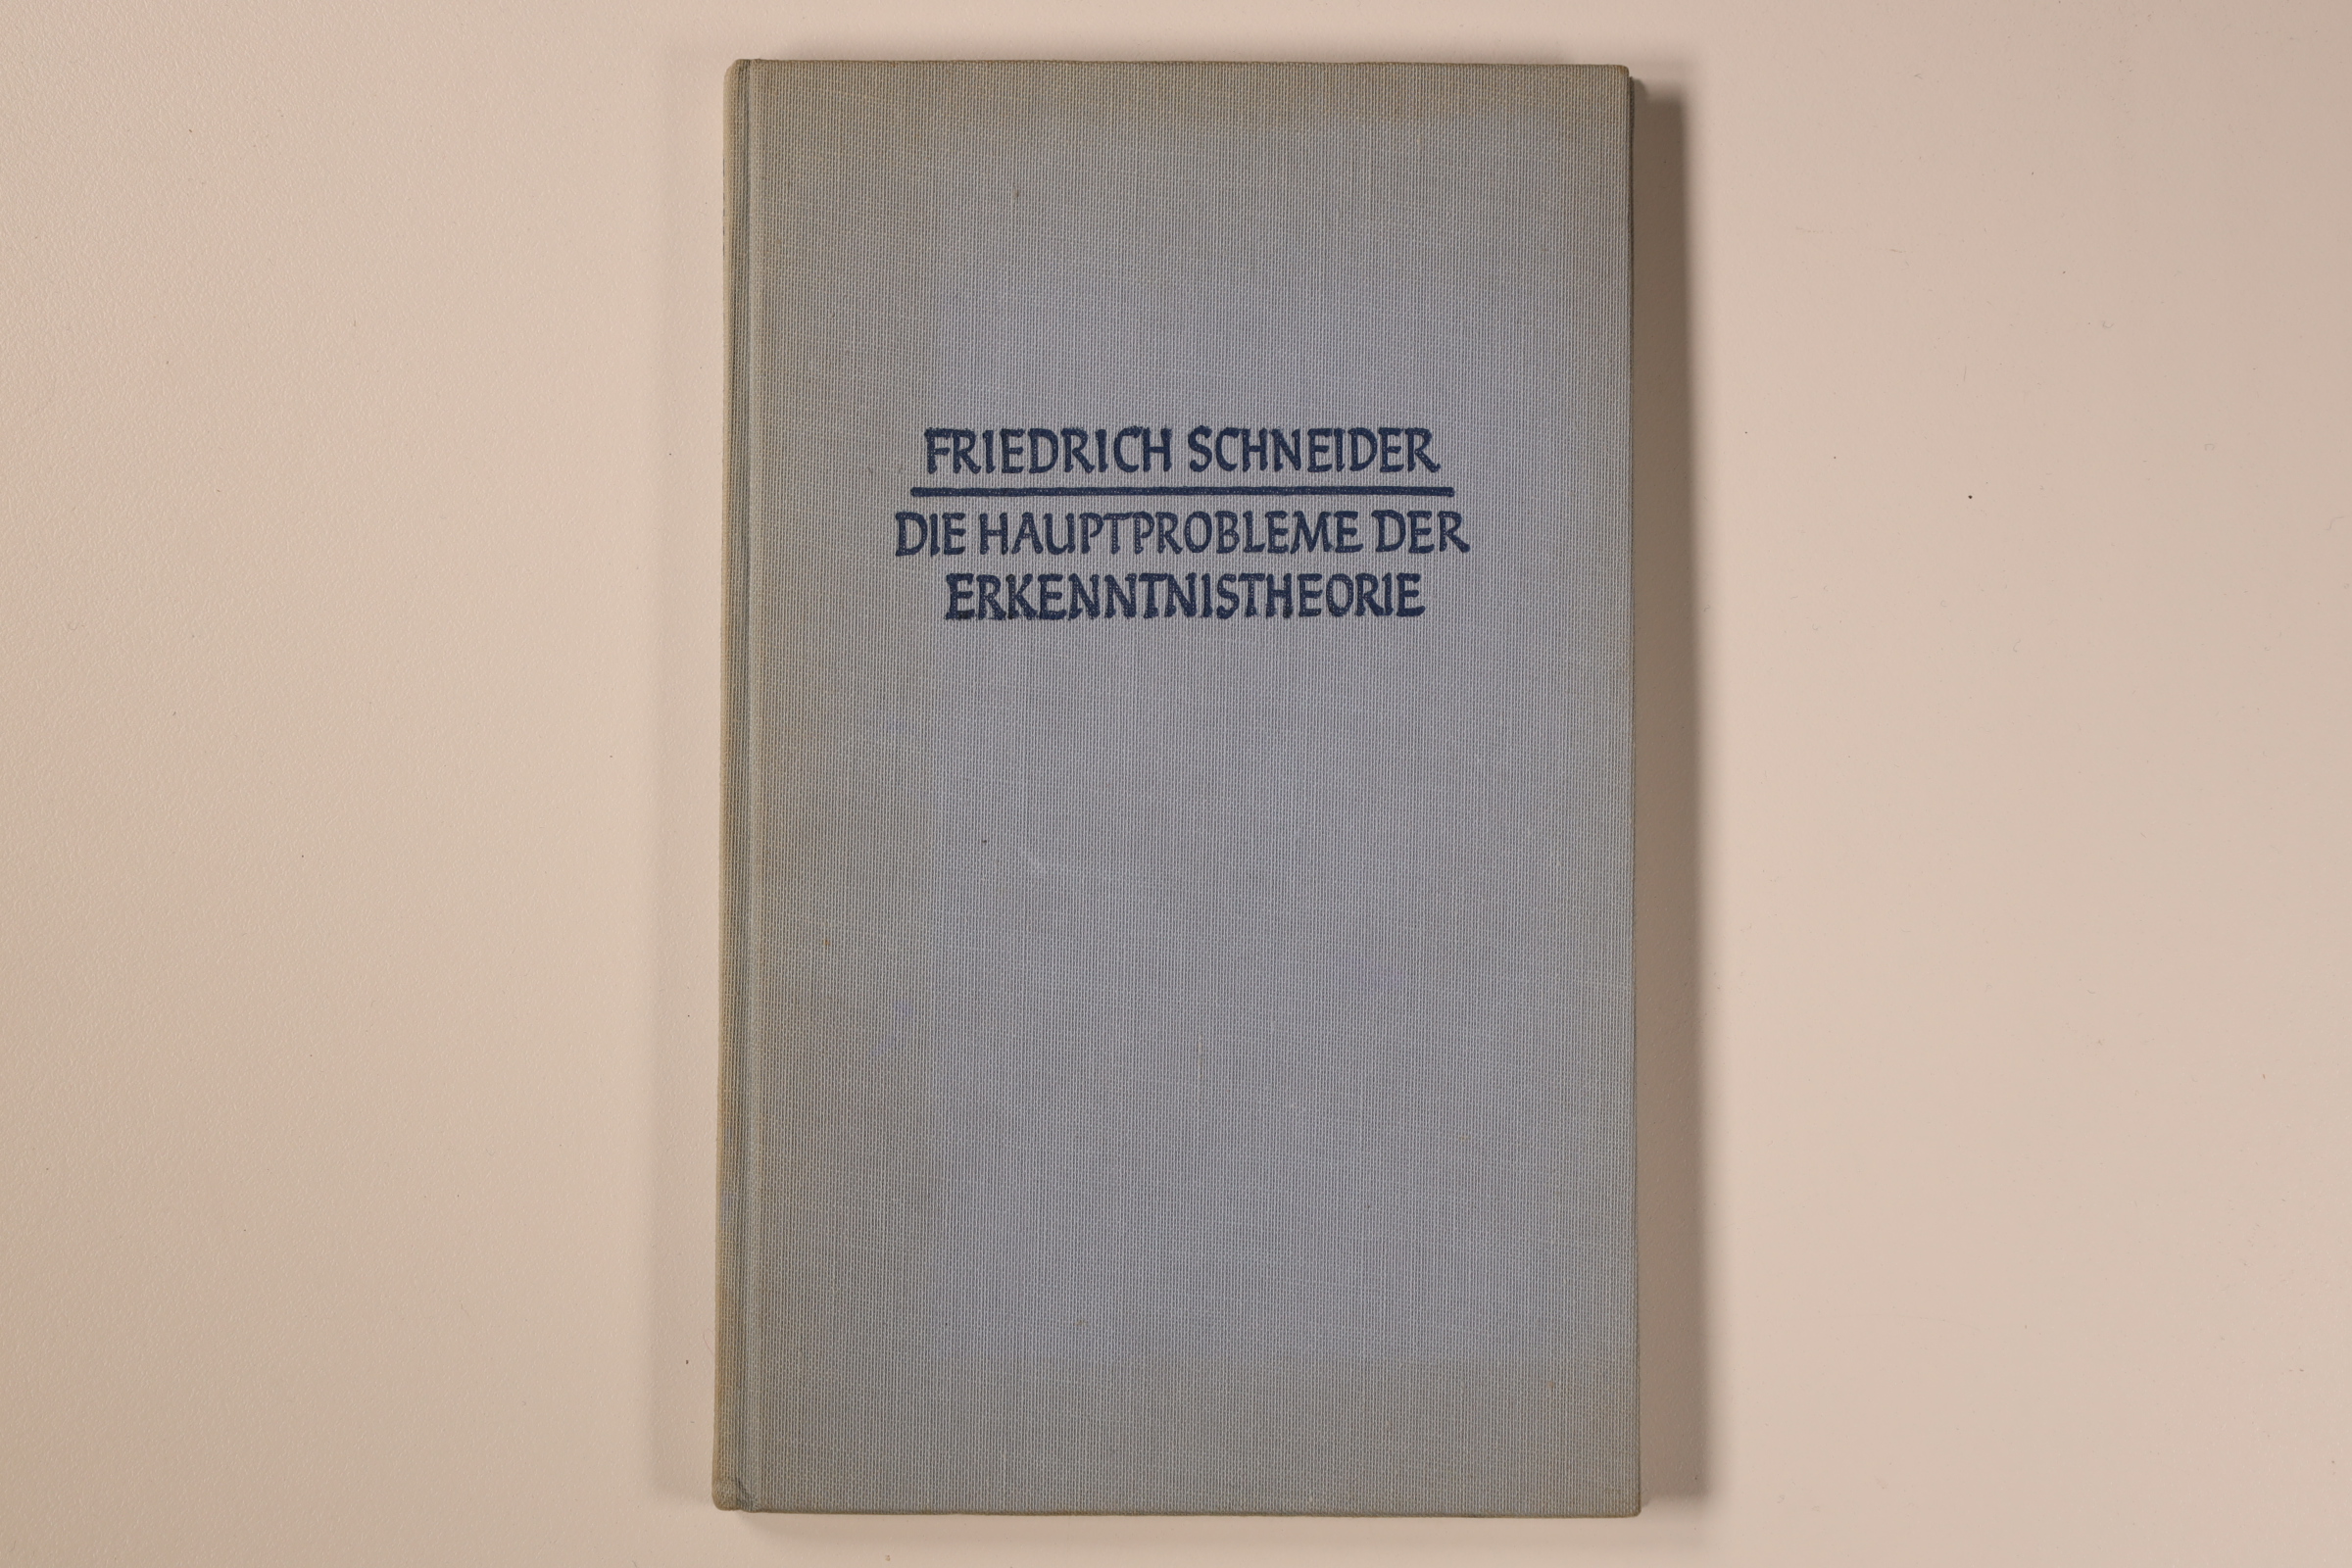 FRIEDRICH SCHNEIDER
DIE HAUPTPROBLEME DER
ERKENNTNISTHEORIE